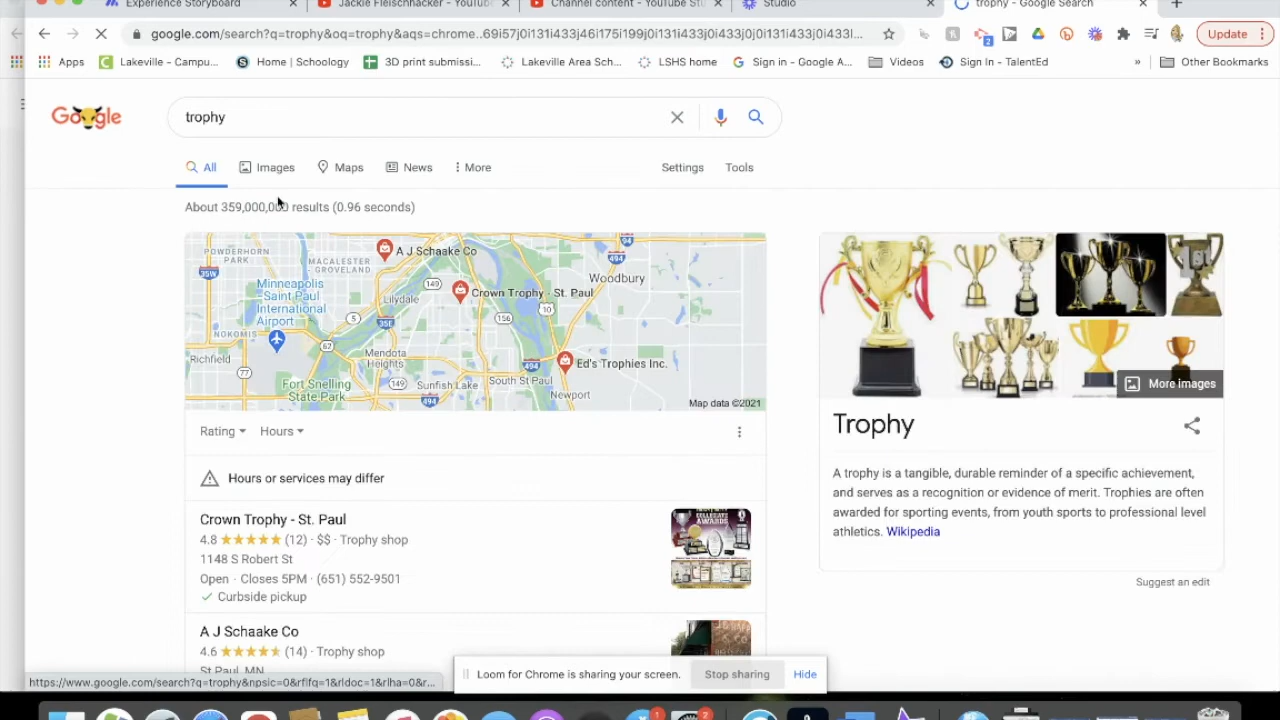 Experience Storyboard
Jackie Fleischhacker - YouTube
Channel content - YouTube Stu
Studio
trophy - Google Search
google.com/search?q=trophy&oq=trophy&aqs=chrome..69i57j0i131i433j46i175i199j0i131i433j0i433j0i131i433l...
Update
Apps
Lakeville - Campu...
Home | Schoology
3D print submissi...
Lakeville Area Sch...
LSHS home
Sign in - Google A...
Videos
Sign In - TalentEd
»
Other Bookmarks
Google
trophy
All
Images
Maps
News
More
Settings
Tools
About 359,000,000 results (0.96 seconds)
POWDERHORN PARK
MACALESTER GROVELAND
A J Schaake Co
Woodbury
Minneapolis Saint Paul International Airport
Lilydale
Crown Trophy - St. Paul
NOKOMIS
Richfield
Mendota Heights
Ed's Trophies Inc.
Fort Snelling State Park
Sunfish Lake
South St Paul
Newport
Map data ©2021
More images
Rating
Hours
Trophy
Hours or services may differ
A trophy is a tangible, durable reminder of a specific achievement,
and serves as a recognition or evidence of merit. Trophies are often
awarded for sporting events, from youth sports to professional level
athletics. Wikipedia
Suggest an edit
Crown Trophy - St. Paul
4.8 (12) · $$ · Trophy shop
1148 S Robert St
Open · Closes 5PM · (651) 552-9501
Curbside pickup
A J Schaake Co
4.6 (14) · Trophy shop
St Paul, MN
Loom for Chrome is sharing your screen.
Stop sharing
Hide
https://www.google.com/search?q=trophy&npsic=0&rflfq=1&rldoc=1&rlha=0&r...